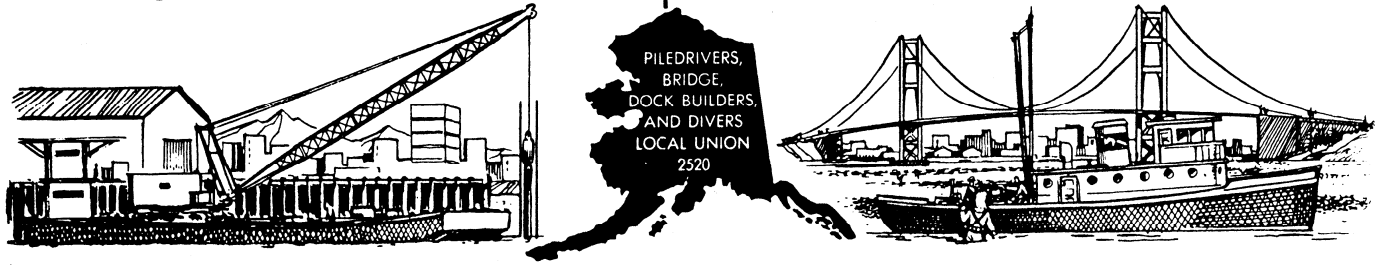 PILEDRIVERS,
BRIDGE,
DOCK BUILDERS,
AND DIVERS
LOCAL UNION
2520